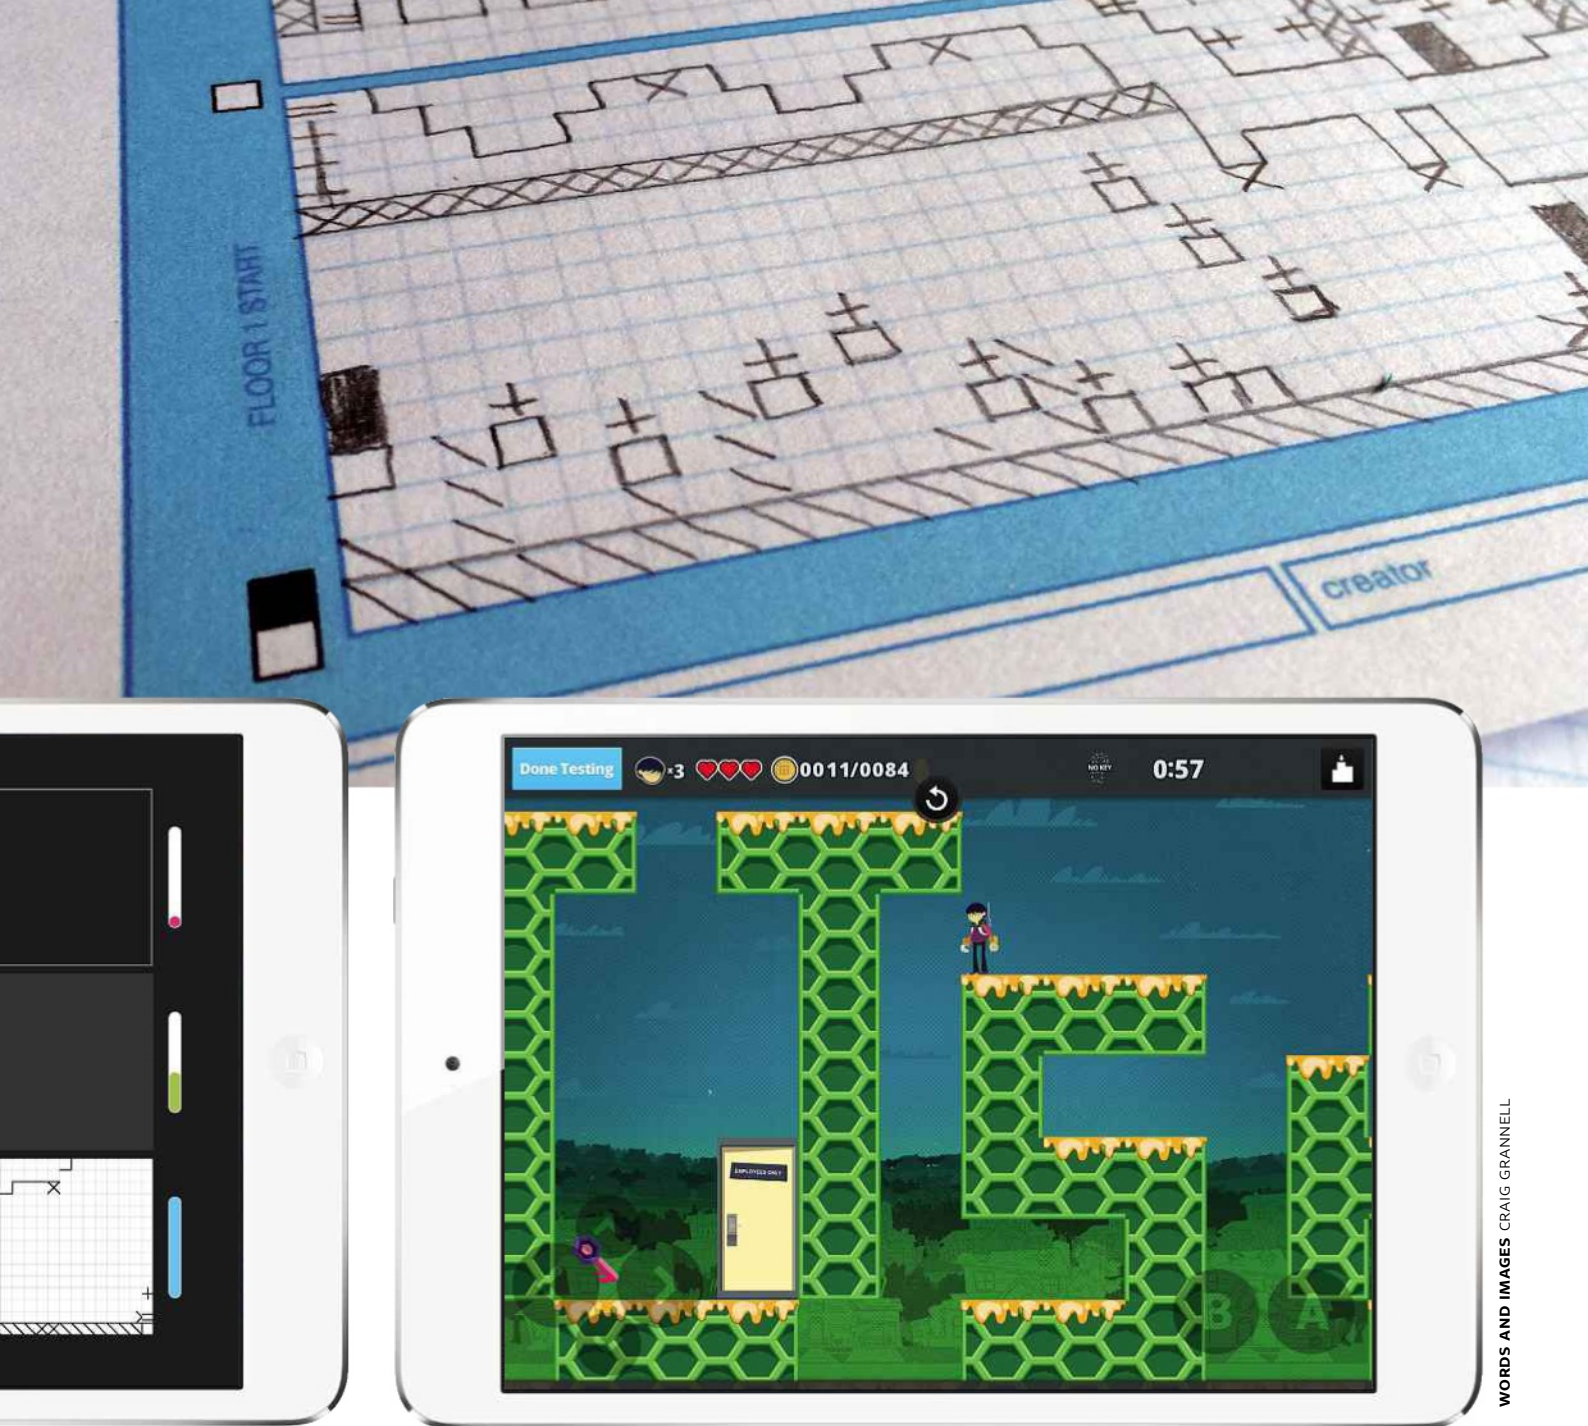 FLOOR 1 START
creator
Done Testing
×3
0011/0084
NO KEY
0:57
EMPLOYEES ONLY
B
A
WORDS AND IMAGES CRAIG GRANNELL